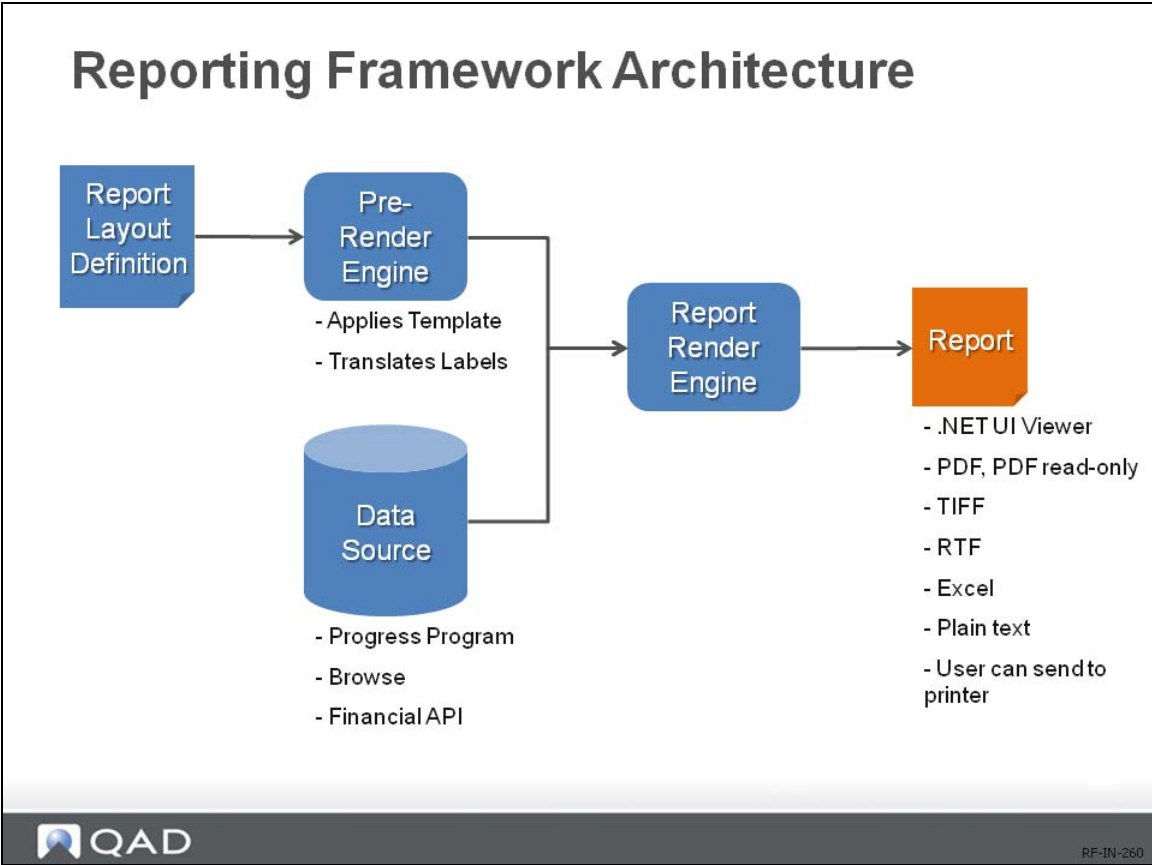 Reporting Framework Architecture
Report
Layout
Definition
Pre-
Render
Engine
- Applies Template
- Translates Labels
Data
Source
- Progress Program
- Browse
- Financial API
Report
Render
Engine
Report
- .NET UI Viewer
- PDF, PDF read-only
- TIFF
- RTF
- Excel
- Plain text
- User can send to
printer
QAD
RF-IN-260